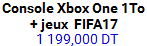 Console Xbox One 1To
+ jeux FIFA17
1 199,000 DT